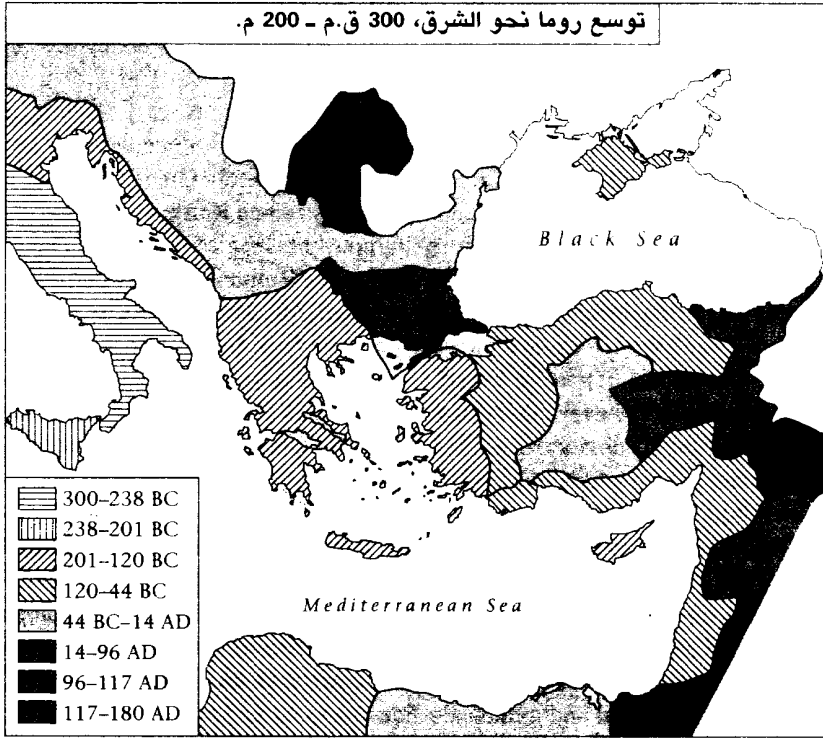 توسع روما نحو الشرق، 300 ق.م – 200 م.
Black Sea
Mediterranean Sea
300–238 BC
238–201 BC
201–120 BC
120–44 BC
44 BC–14 AD
14–96 AD
96–117 AD
117–180 AD